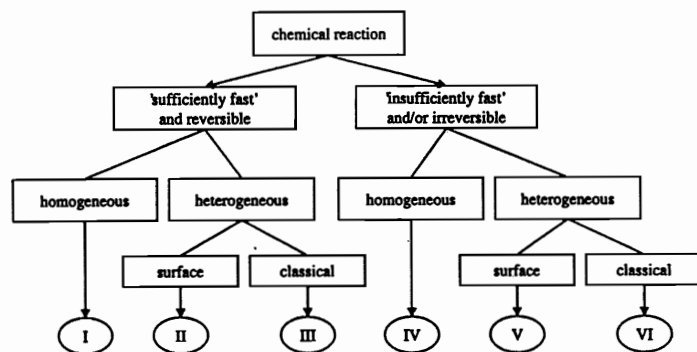 chemical reaction
'sufficiently fast'
and reversible
'insufficiently fast'
and/or irreversible
homogeneous
heterogeneous
homogeneous
heterogeneous
surface
classical
surface
classical
I
II
III
IV
V
VI